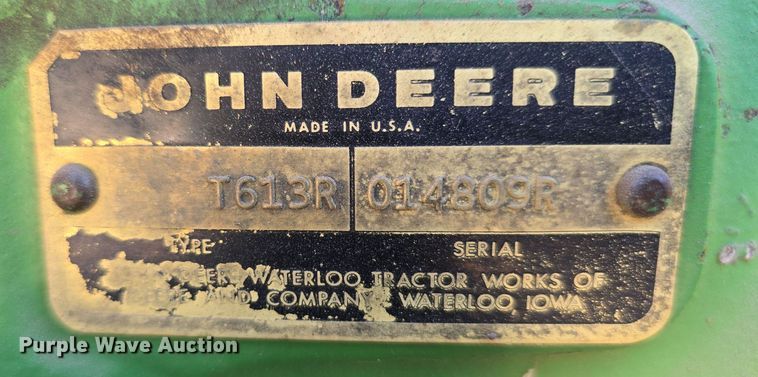 JOHN DEERE
MADE IN U.S.A.
T613R 014809R
TYPE SERIAL
WATERLOO TRACTOR WORKS OF
AND COMPANY WATERLOO, IOWA
Purple Wave Auction